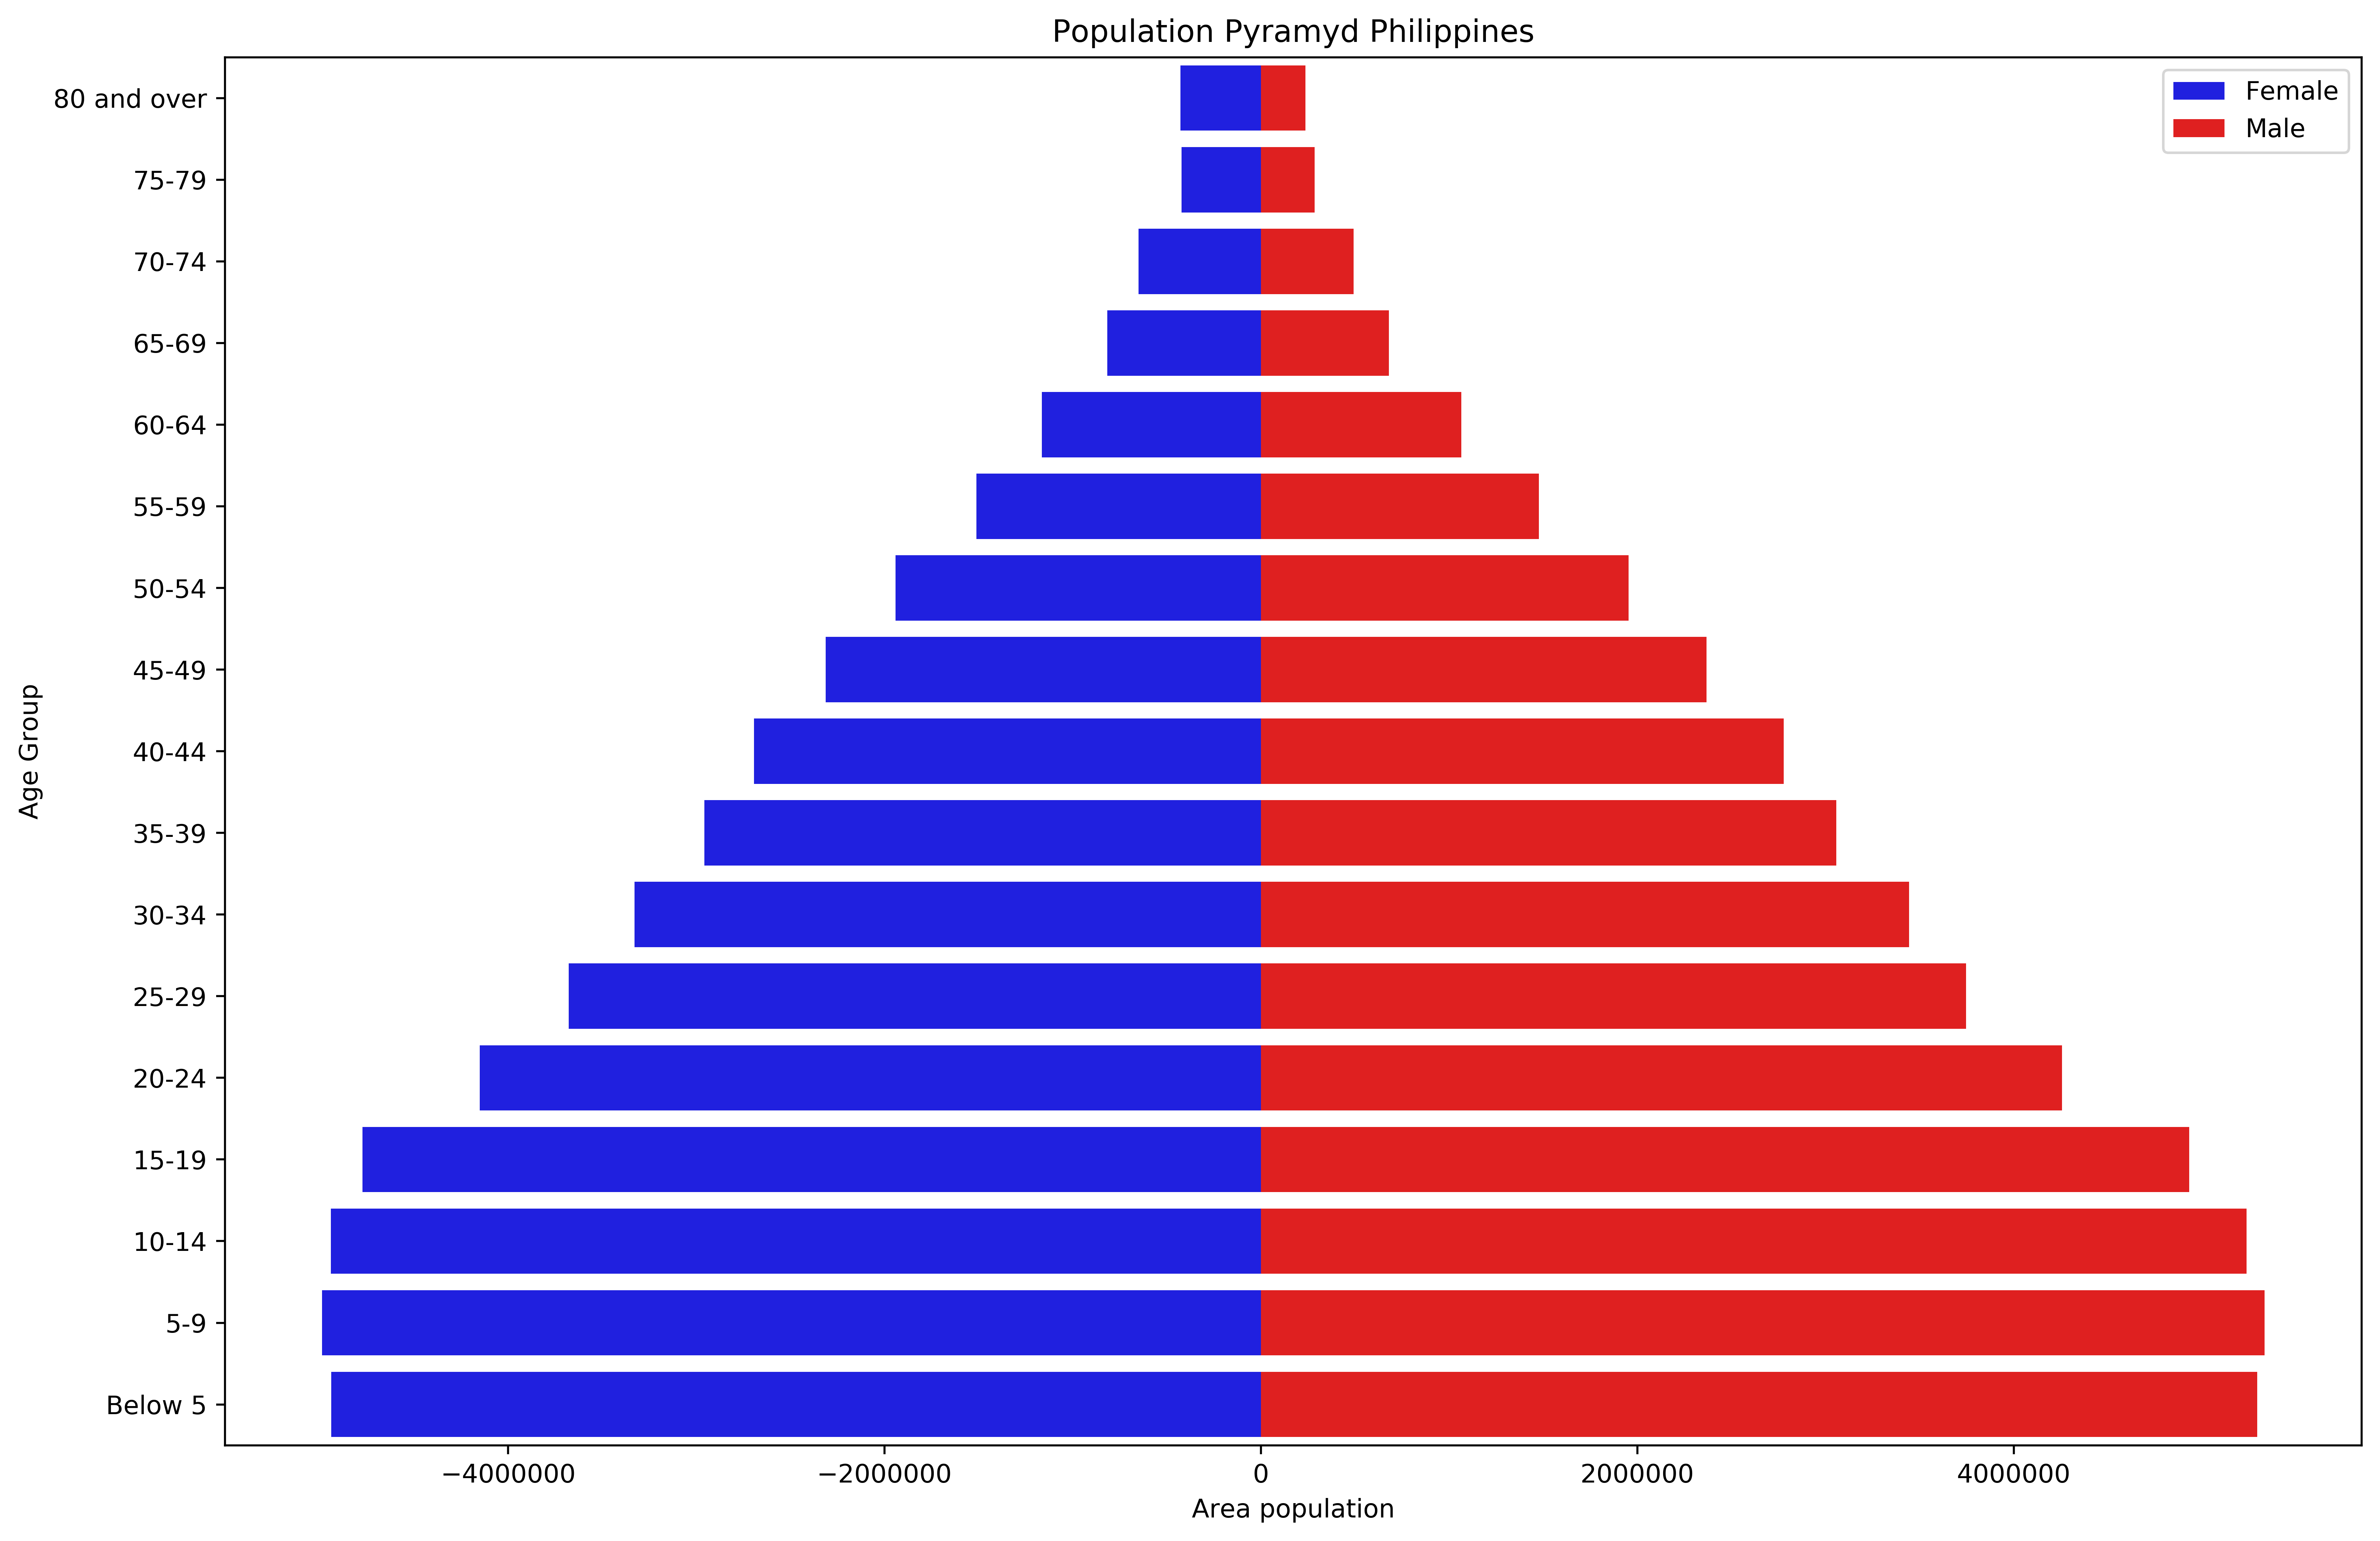 Population Pyramyd Philippines
Female
Male
80 and over
75-79
70-74
65-69
60-64
55-59
50-54
45-49
40-44
35-39
30-34
25-29
20-24
15-19
10-14
5-9
Below 5
Age Group
−4000000 −2000000 0 2000000 4000000
Area population